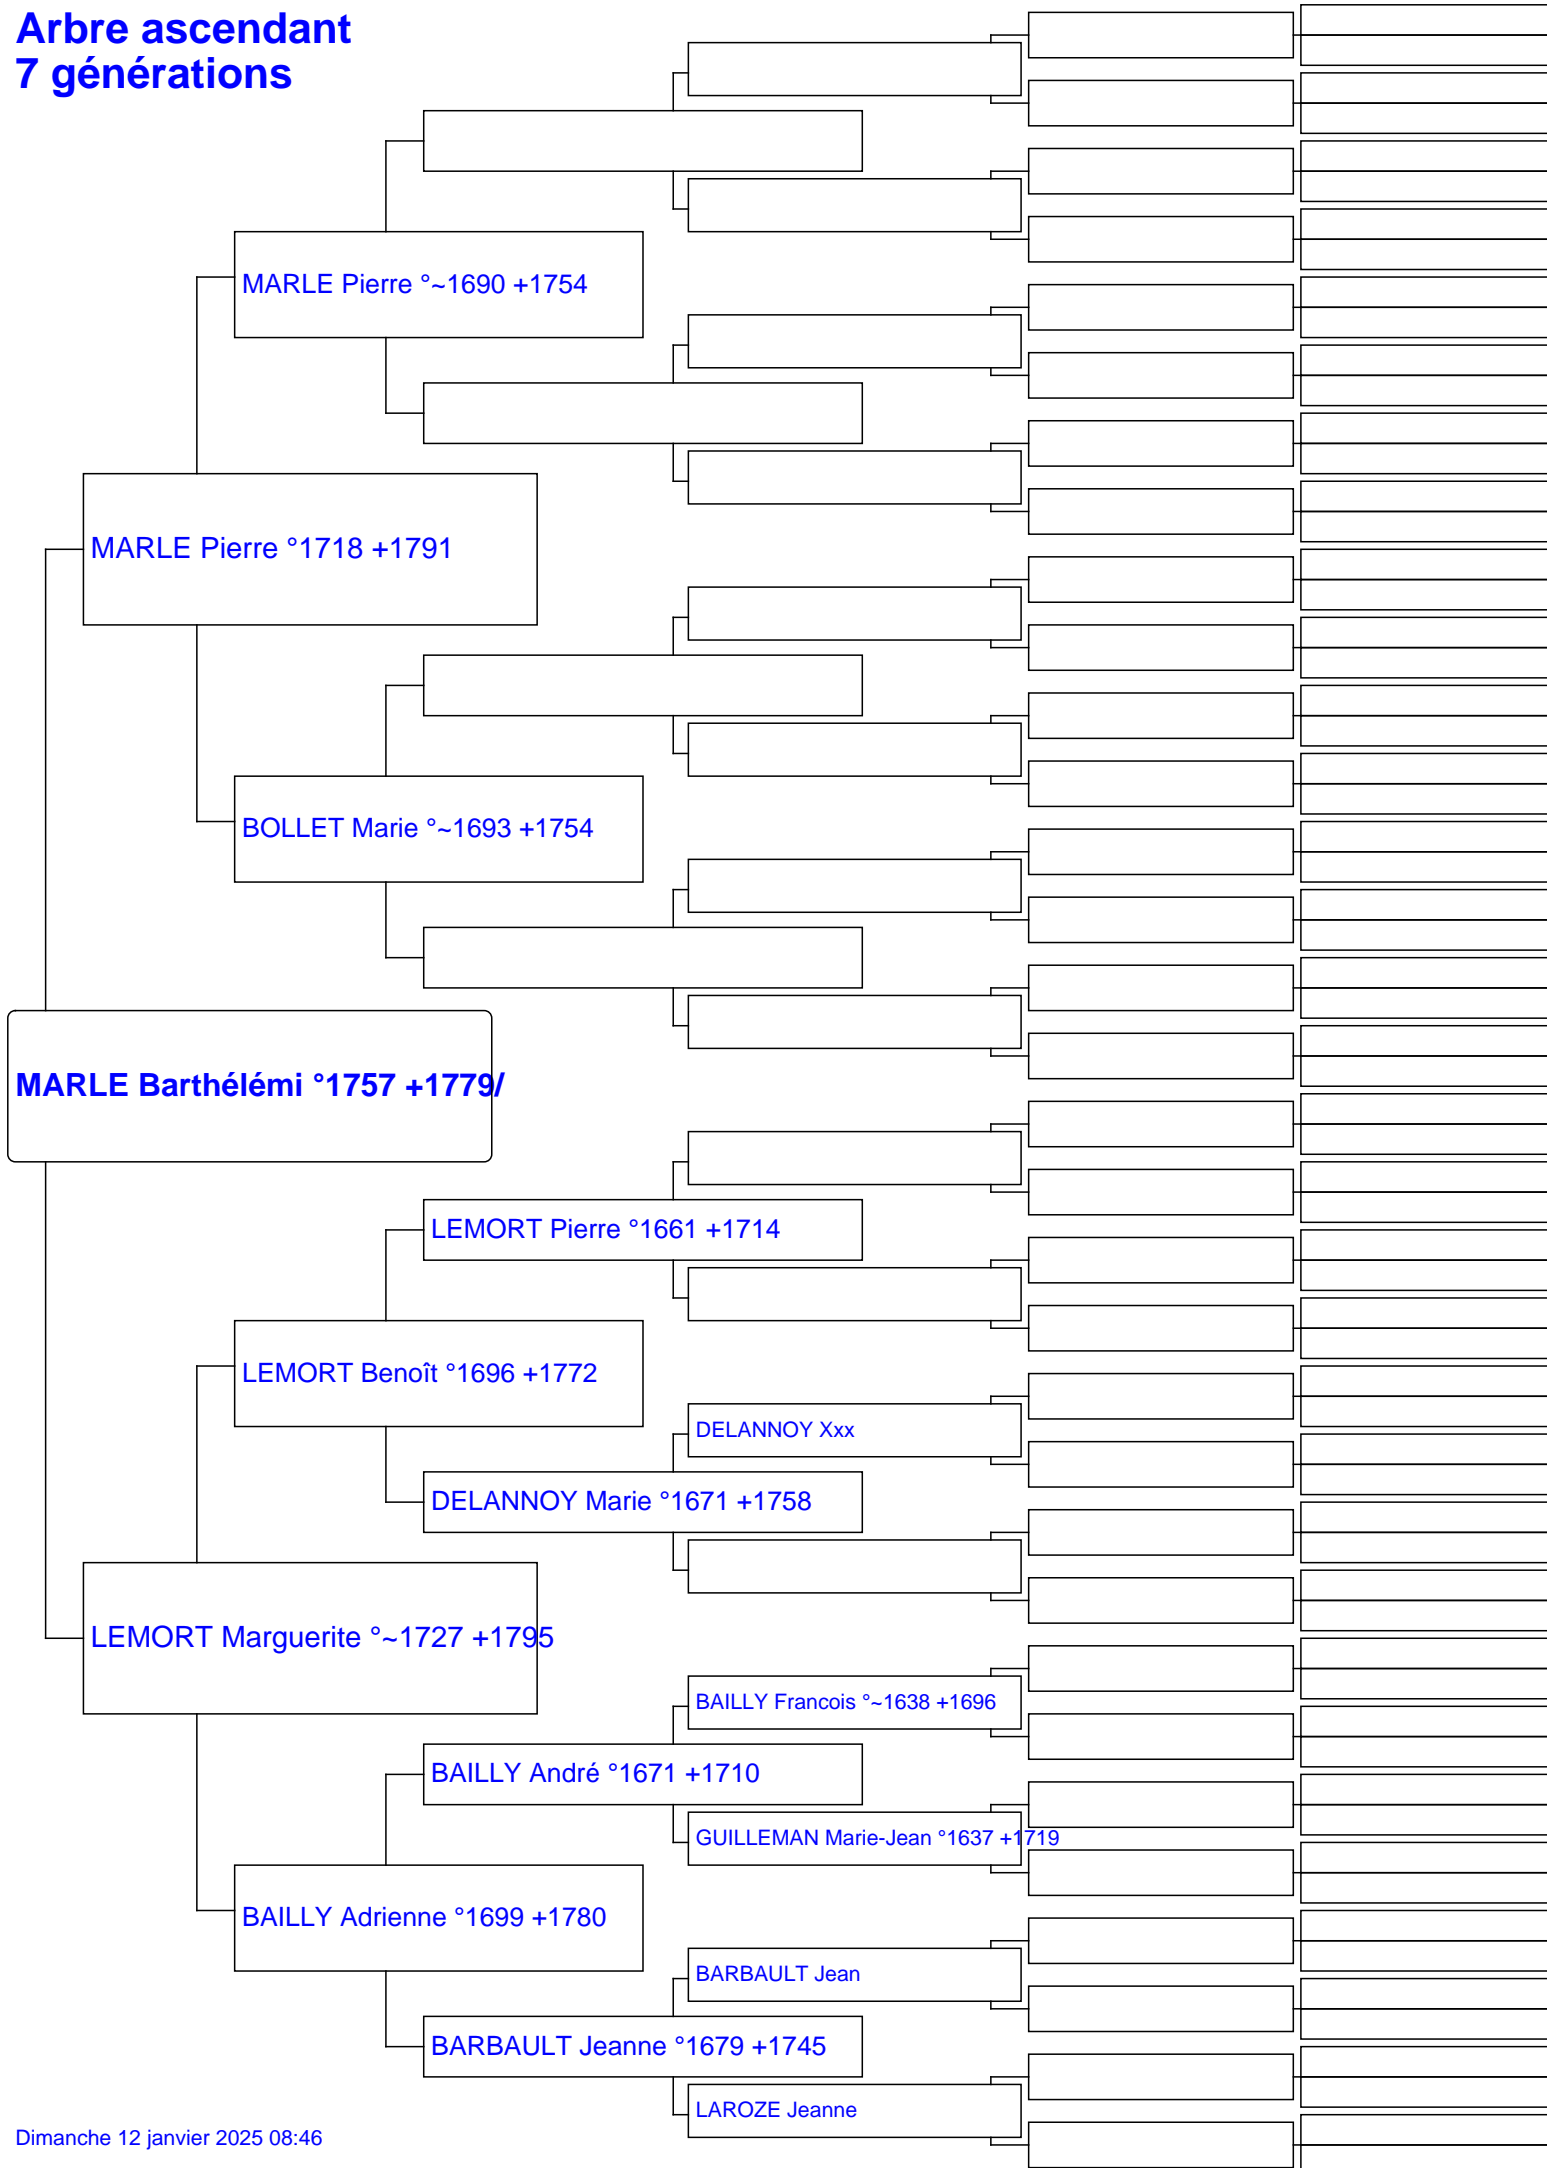 Arbre ascendant
7 générations
MARLE Pierre °~1690 +1754
MARLE Pierre °1718 +1791
BOLLET Marie °~1693 +1754
MARLE Barthélémi °1757 +1779/
LEMORT Pierre °1661 +1714
LEMORT Benoît °1696 +1772
DELANNOY Xxx
DELANNOY Marie °1671 +1758
LEMORT Marguerite °~1727 +1795
BAILLY Francois °~1638 +1696
BAILLY André °1671 +1710
GUILLEMAN Marie-Jean °1637 +1719
BAILLY Adrienne °1699 +1780
BARBAULT Jean
BARBAULT Jeanne °1679 +1745
LAROZE Jeanne
Dimanche 12 janvier 2025 08:46